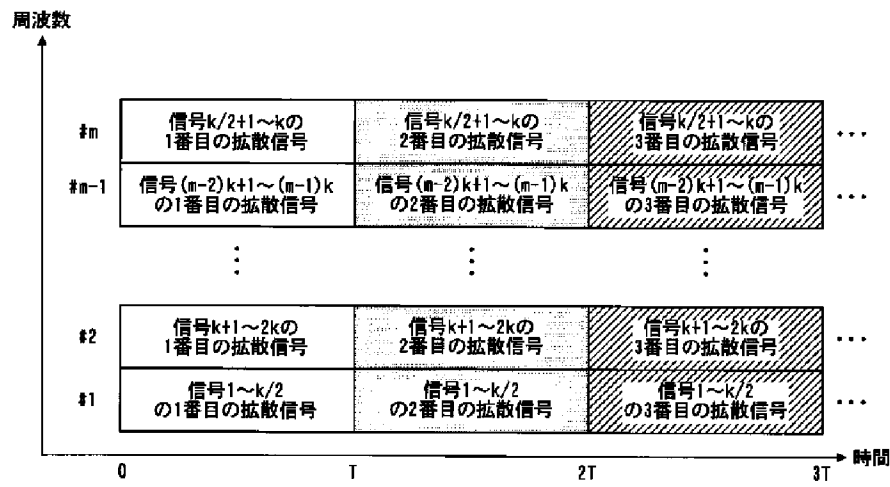 周波数
#m
信号k/2+1～kの
1番目の拡散信号
信号k/2+1～kの
2番目の拡散信号
信号k/2+1～kの
3番目の拡散信号
...
#m-1
信号(m-2)k+1～(m-1)k
の1番目の拡散信号
信号(m-2)k+1～(m-1)k
の2番目の拡散信号
信号(m-2)k+1～(m-1)k
の3番目の拡散信号
...
#2
信号k+1～2kの
1番目の拡散信号
信号k+1～2kの
2番目の拡散信号
信号k+1～2kの
3番目の拡散信号
...
#1
信号1～k/2
の1番目の拡散信号
信号1～k/2
の2番目の拡散信号
信号1～k/2
の3番目の拡散信号
...
0
T
2T
3T
時間